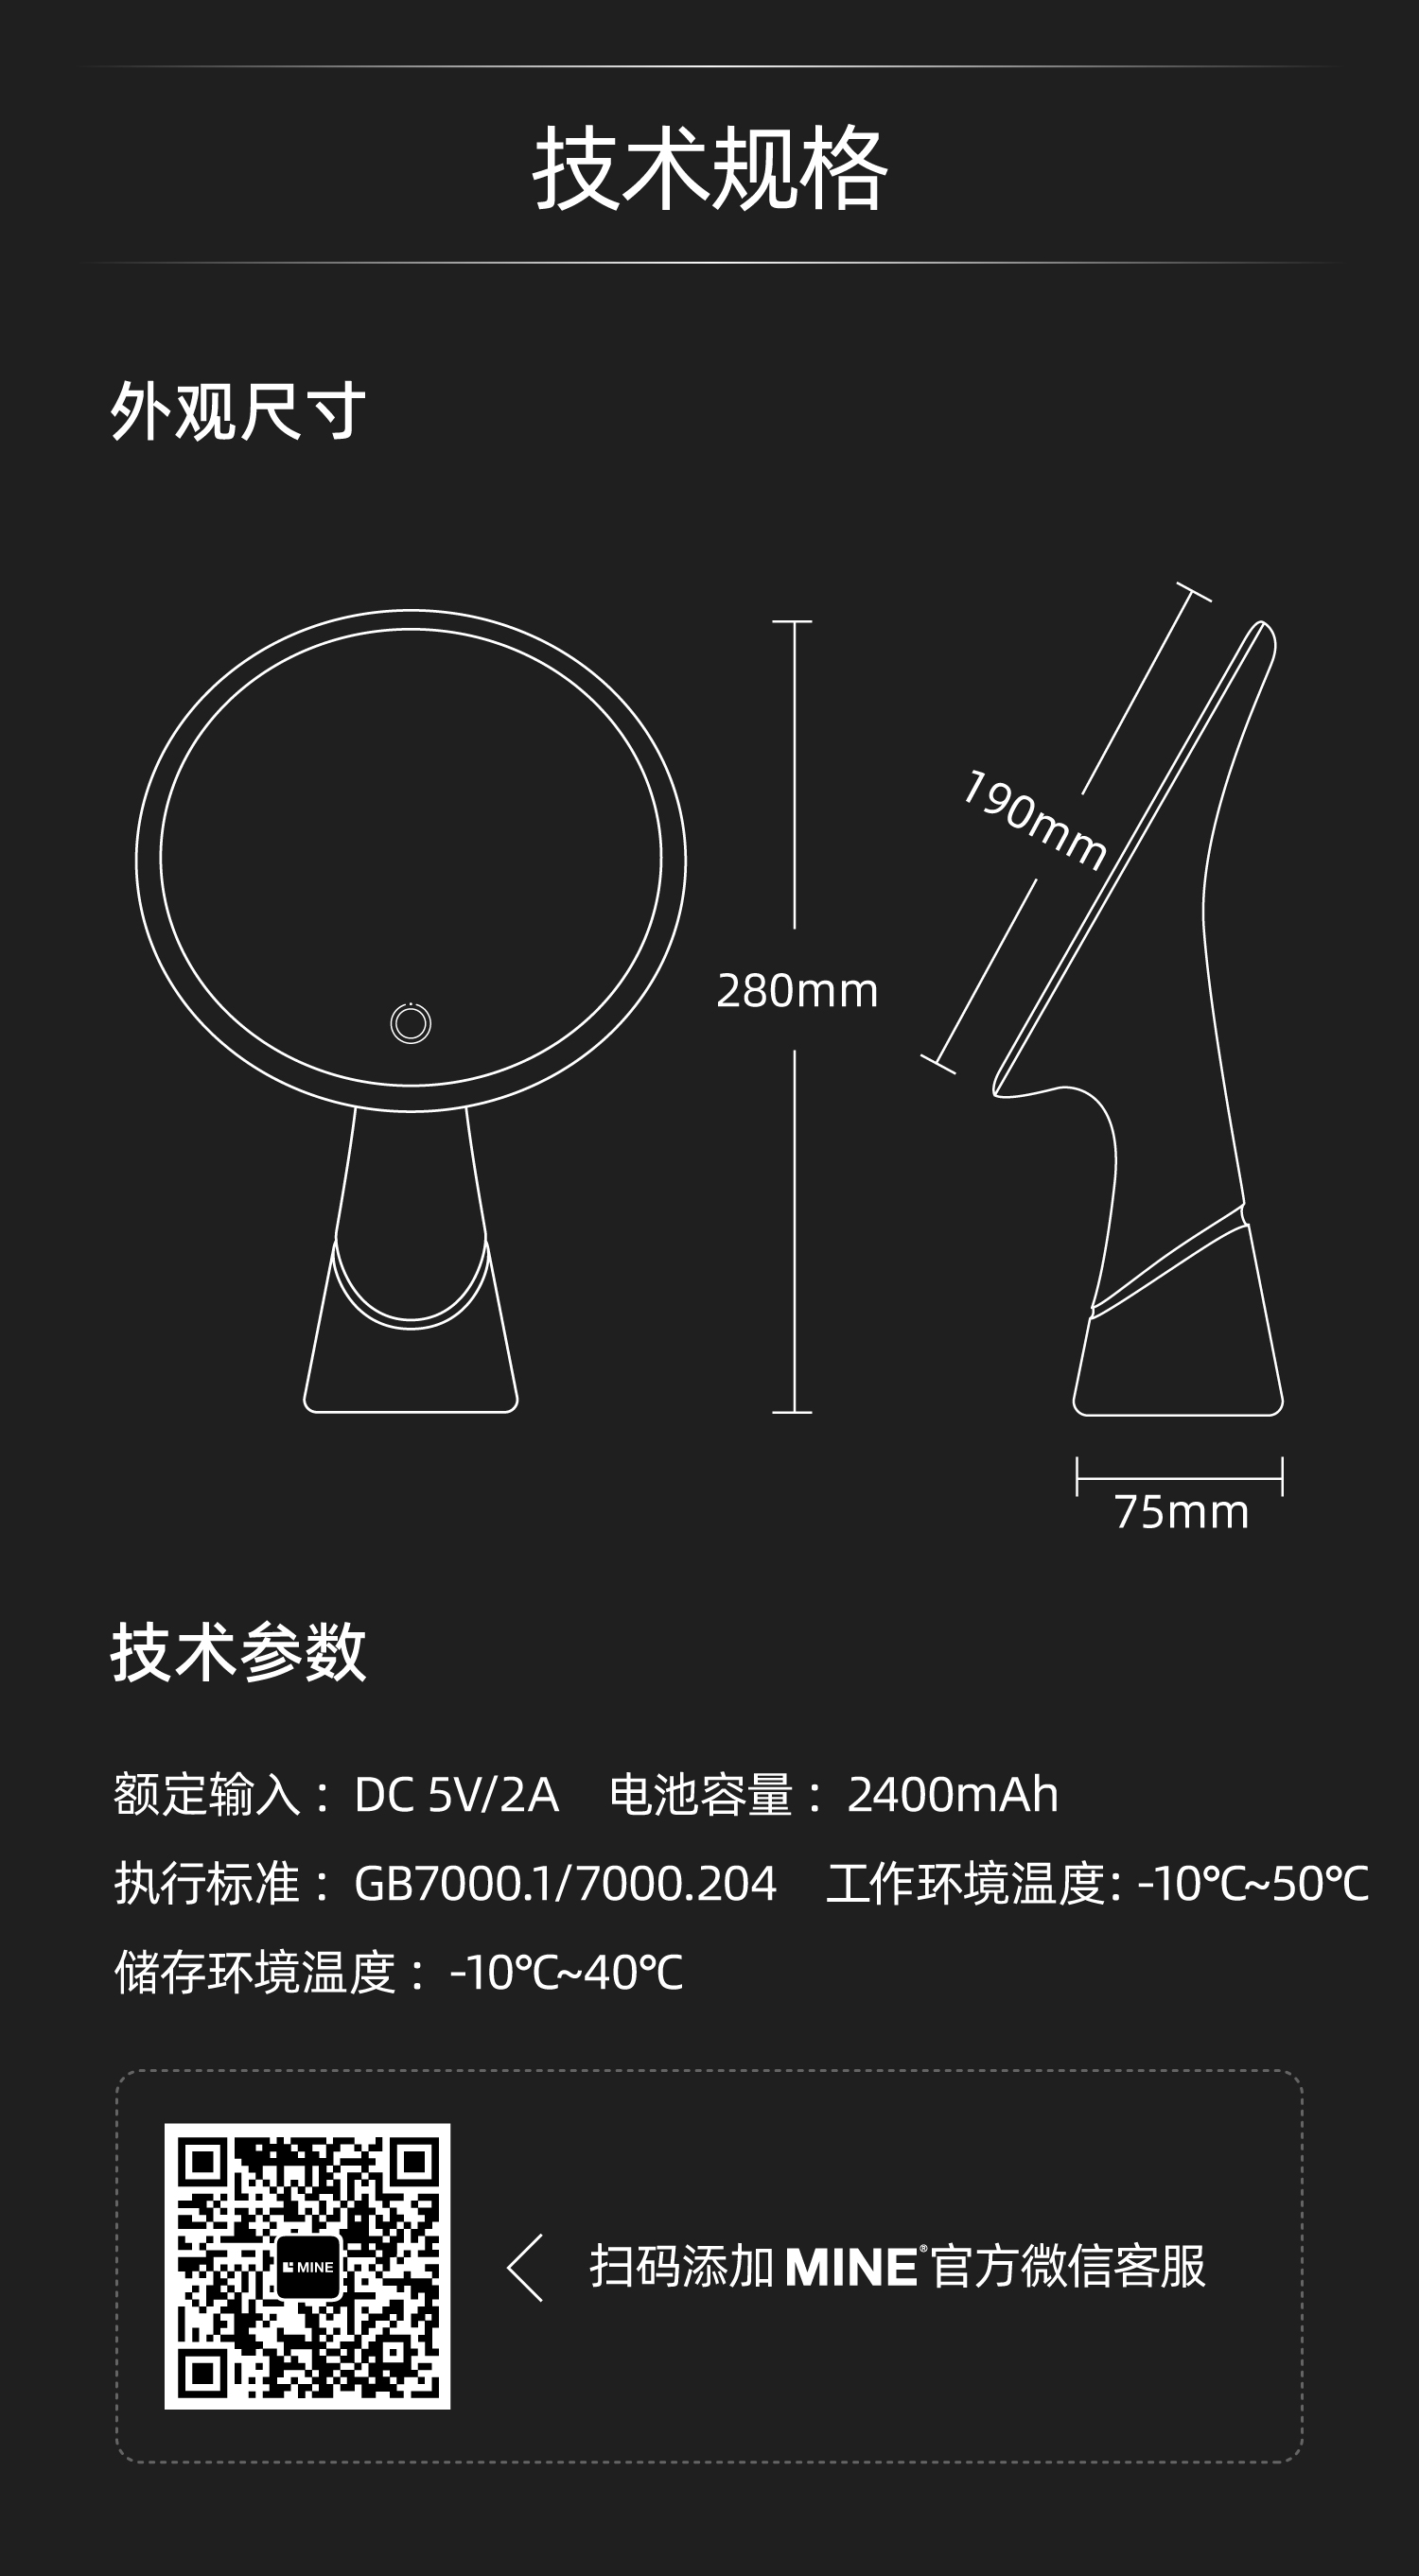 技术规格
外观尺寸
190mm
280mm
75mm
技术参数
额定输入： DC 5V/2A 电池容量： 2400mAh
执行标准： GB7000.1/7000.204 工作环境温度: -10℃~50℃
储存环境温度： -10℃~40℃
MINE
扫码添加 MINE®官方微信客服